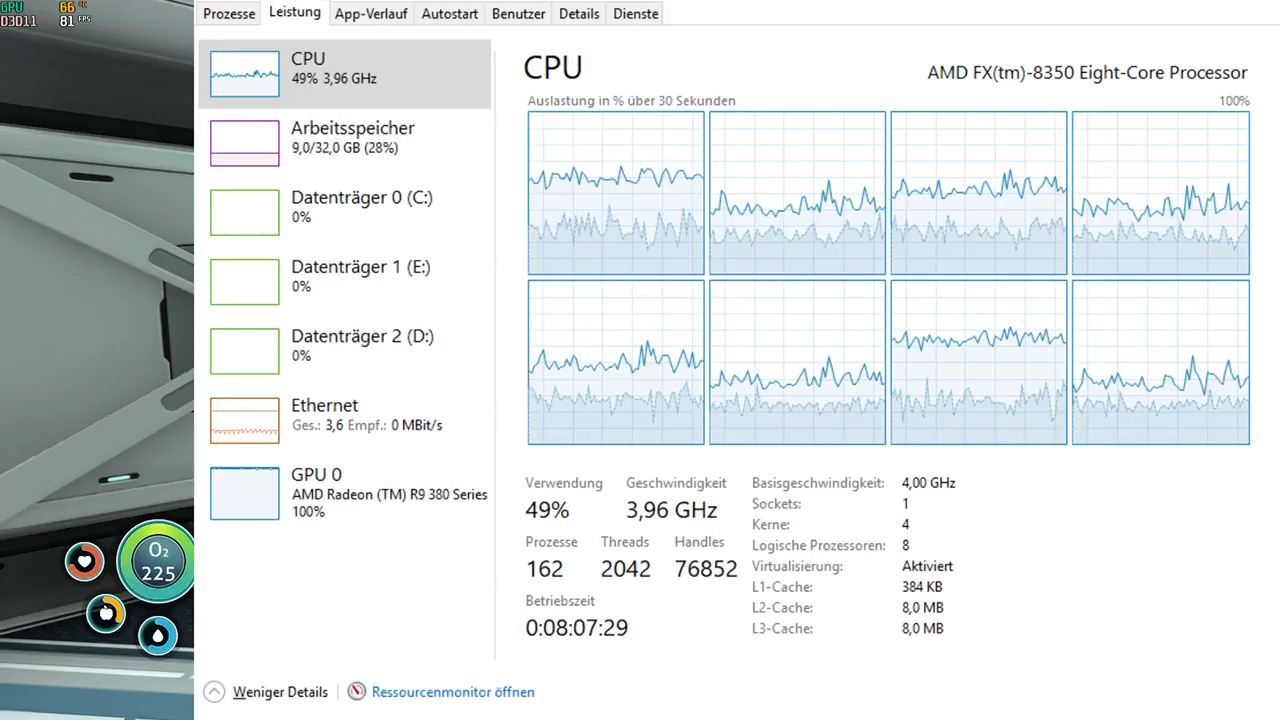 GPU 66 °C
D3D11 81 FPS
Prozesse Leistung App-Verlauf Autostart Benutzer Details Dienste
CPU
49% 3,96 GHz
Arbeitsspeicher
9,0/32,0 GB (28%)
Datenträger 0 (C:)
0%
Datenträger 1 (E:)
0%
Datenträger 2 (D:)
0%
Ethernet
Ges.: 3,6 Empf.: 0 MBit/s
GPU 0
AMD Radeon (TM) R9 380 Series
100%
CPU
AMD FX(tm)-8350 Eight-Core Processor
Auslastung in % über 30 Sekunden 100%
Verwendung Geschwindigkeit
49% 3,96 GHz
Prozesse Threads Handles
162 2042 76852
Betriebszeit
0:08:07:29
Basisgeschwindigkeit: 4,00 GHz
Sockets: 1
Kerne: 4
Logische Prozessoren: 8
Virtualisierung: Aktiviert
L1-Cache: 384 KB
L2-Cache: 8,0 MB
L3-Cache: 8,0 MB
O₂
225
Weniger Details
Ressourcenmonitor öffnen